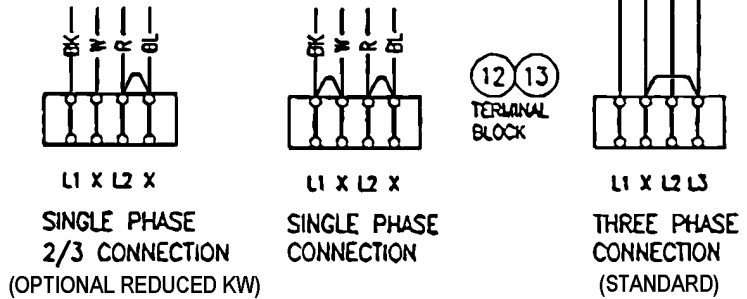 BK W R BL
L1 X L2 X
SINGLE PHASE
2/3 CONNECTION
(OPTIONAL REDUCED KW)
BK W R BL
L1 X L2 X
SINGLE PHASE
CONNECTION
12 13
TERMINAL
BLOCK
L1 X L2 L3
THREE PHASE
CONNECTION
(STANDARD)